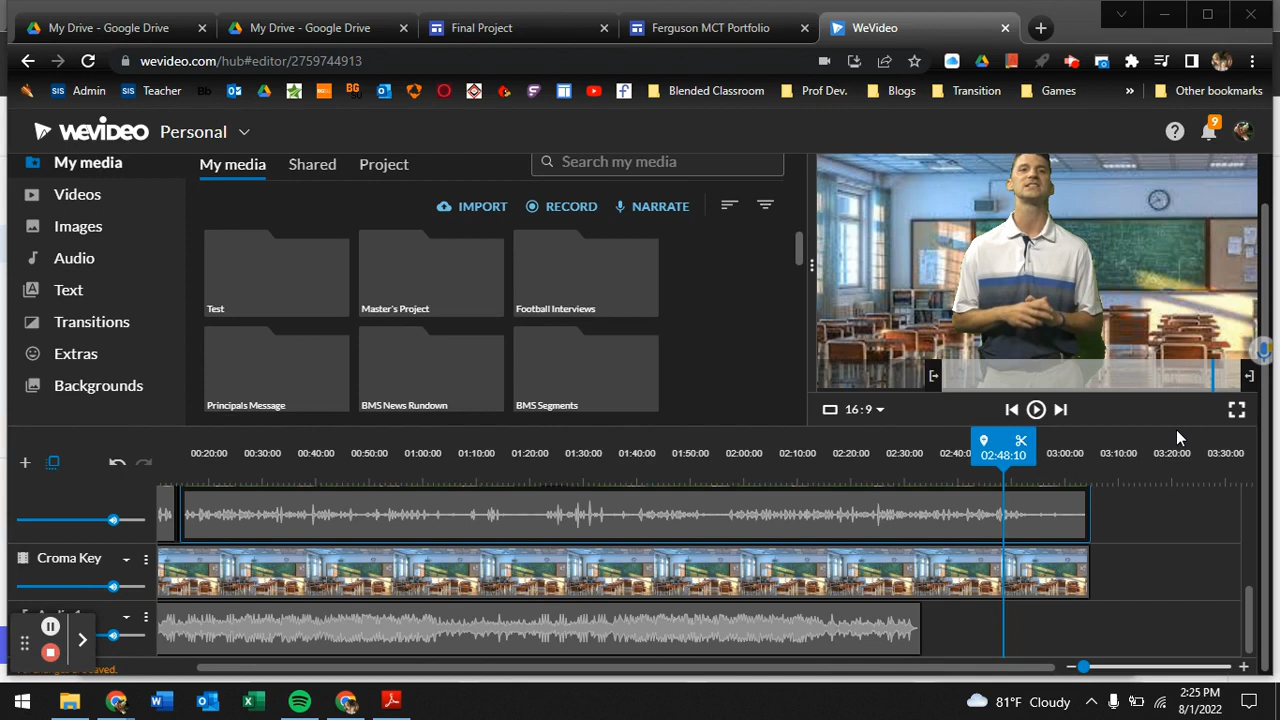 My Drive - Google Drive
My Drive - Google Drive
Final Project
Ferguson MCT Portfolio
WeVideo
wevideo.com/hub#editor/2759744913
SIS Admin
SIS Teacher
Bb
Blended Classroom
Prof Dev.
Blogs
Transition
Games
»
Other bookmarks
WeVideo
Personal
9
My media
Videos
Images
Audio
Text
Transitions
Extras
Backgrounds
My media
Shared
Project
Search my media
IMPORT
RECORD
NARRATE
Test
Master's Project
Football Interviews
Principals Message
BMS News Rundown
BMS Segments
16:9
00:20:00 00:30:00 00:40:00 00:50:00 01:00:00 01:10:00 01:20:00 01:30:00 01:40:00 01:50:00 02:00:00 02:10:00 02:20:00 02:30:00 02:48:10 03:00:00 03:10:00 03:20:00 03:30:00
Croma Key
81°F Cloudy
2:25 PM
8/1/2022